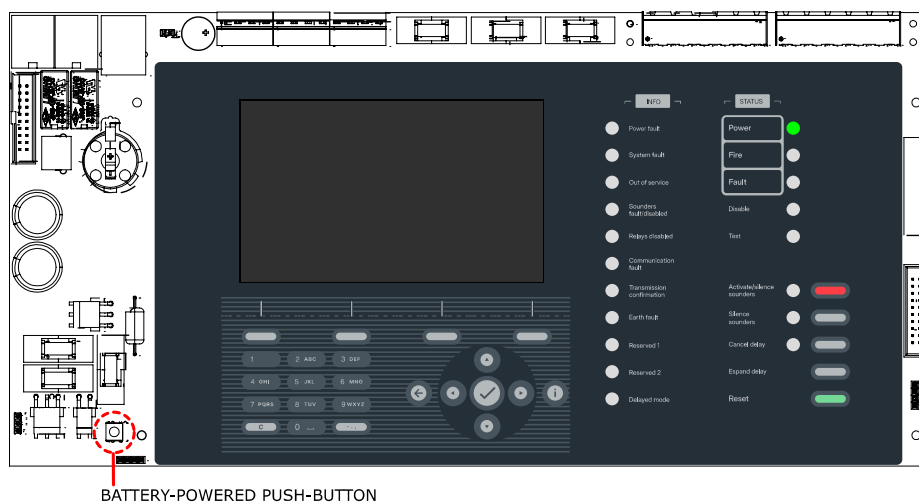 INFO
STATUS
Power fault
System fault
Out of service
Sounders
fault/disabled
Relays disabled
Communication
fault
Transmission
confirmation
Earth fault
Reserved 1
Reserved 2
Delayed mode
Power
Fire
Fault
Disable
Test
Activate/silence
sounders
Silence
sounders
Cancel delay
Expand delay
Reset
1 2 ABC 3 DEF
4 GHI 5 JKL 6 MNO
7 PQRS 8 TUV 9 WXYZ
C 0
BATTERY-POWERED PUSH-BUTTON